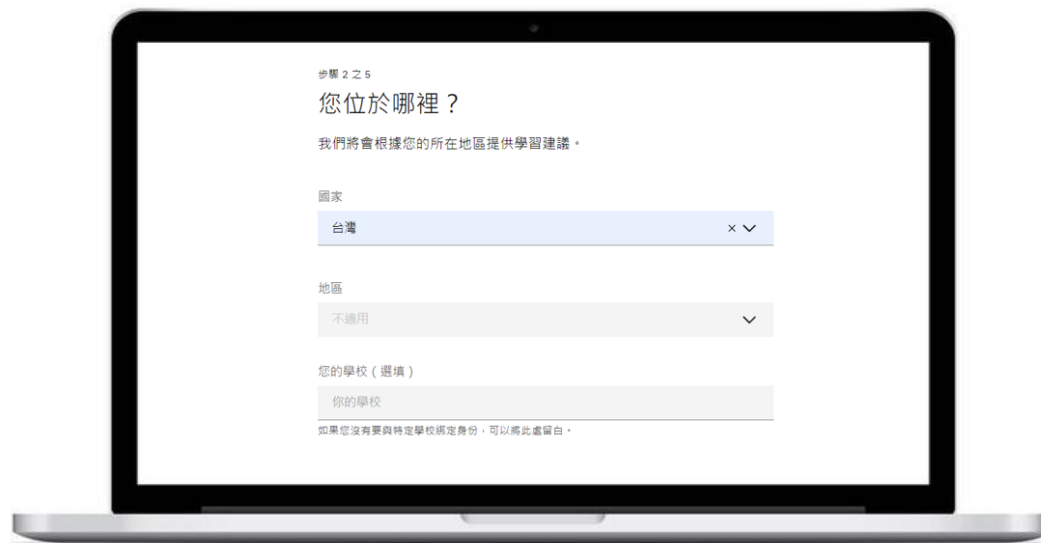 步驟 2 之 5
您位於哪裡？
我們將會根據您的所在地區提供學習建議。
國家
台灣
地區
不適用
您的學校（選填）
你的學校
如果您沒有要與特定學校綁定身份，可以將此處留白。